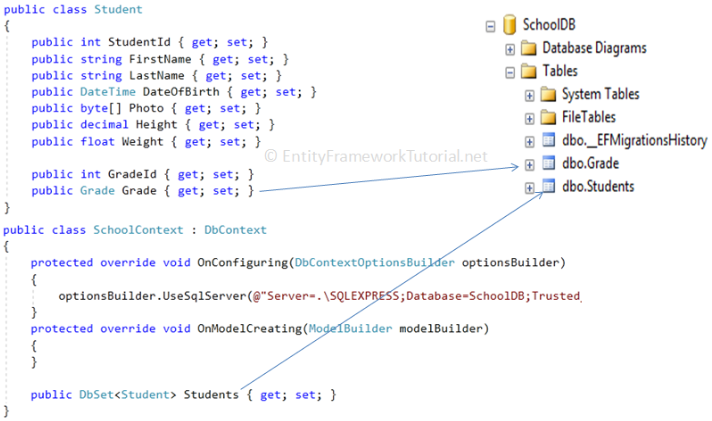 public class Student
{
public int StudentId { get; set; }
public string FirstName { get; set; }
public string LastName { get; set; }
public DateTime DateOfBirth { get; set; }
public byte[] Photo { get; set; }
public decimal Height { get; set; }
public float Weight { get; set; }
public int GradeId { get; set; }
public Grade Grade { get; set; }
}
© EntityFrameworkTutorial.net
public class SchoolContext : DbContext
{
protected override void OnConfiguring(DbContextOptionsBuilder optionsBuilder)
{
optionsBuilder.UseSqlServer(@"Server=.\SQLEXPRESS;Database=SchoolDB;Trusted_
}
protected override void OnModelCreating(ModelBuilder modelBuilder)
{
}
public DbSet<Student> Students { get; set; }
}
SchoolDB
Database Diagrams
Tables
System Tables
FileTables
dbo.__EFMigrationsHistory
dbo.Grade
dbo.Students